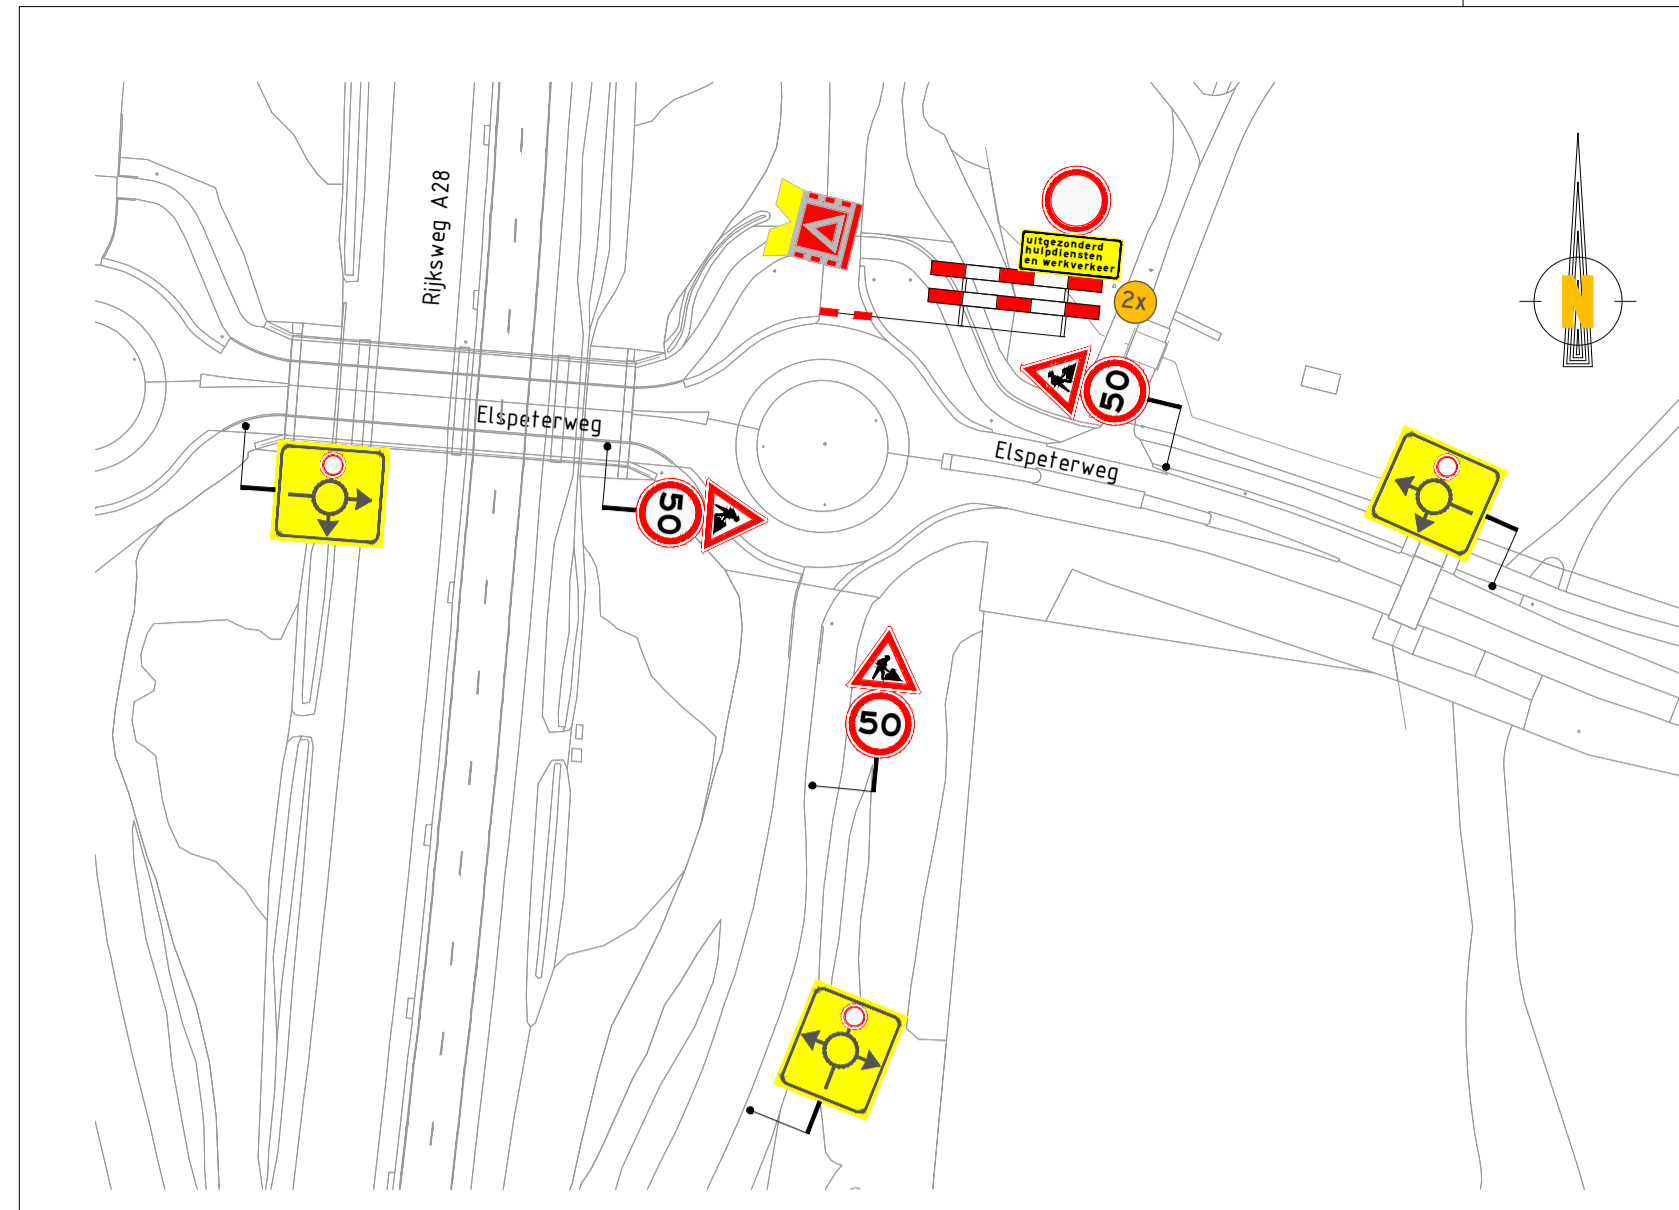 Rijksweg A28
uitgezonderd
hulpdiensten
en werkverkeer
2x
N
50
Elspeterweg
Elspeterweg
50
50